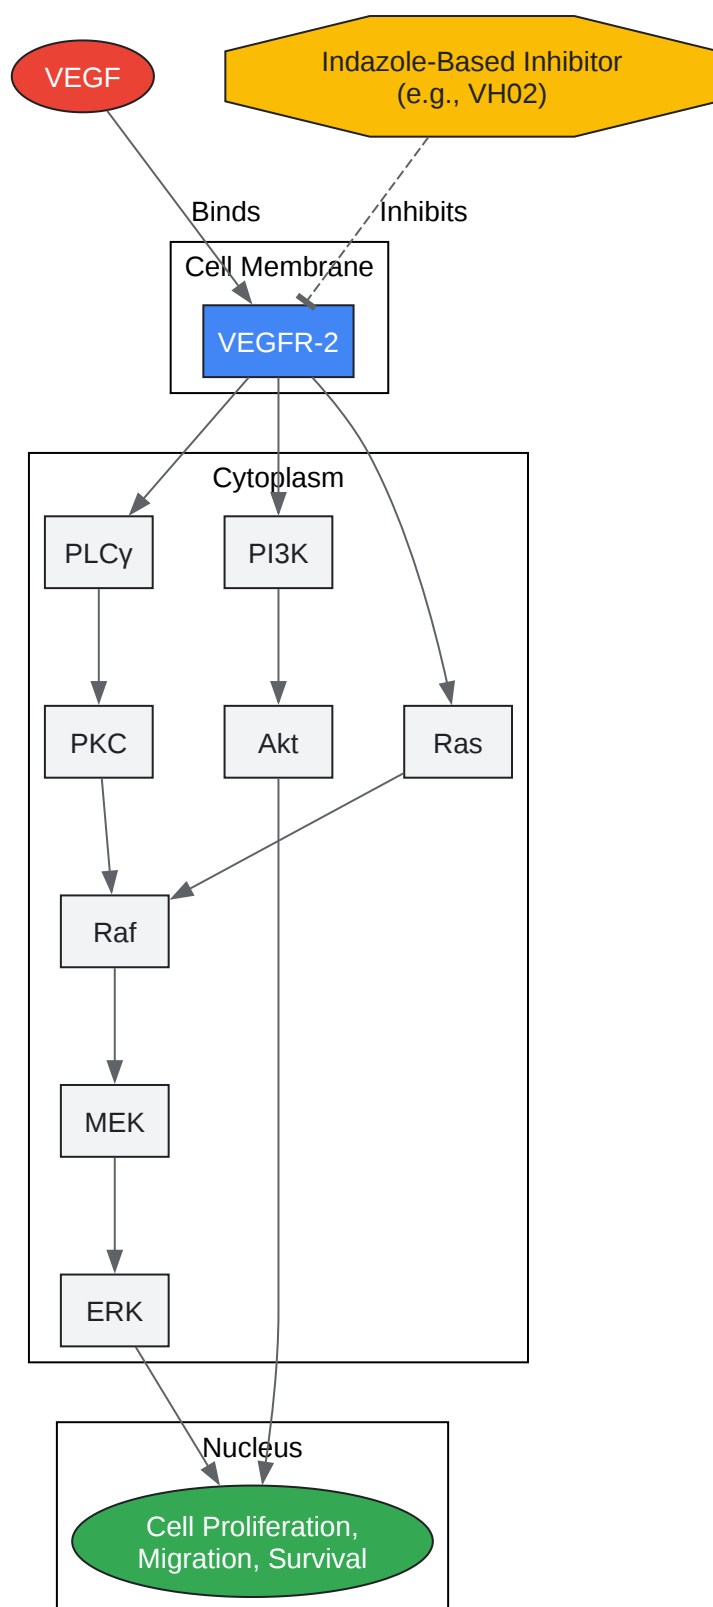 VEGF
Indazole-Based Inhibitor
(e.g., VH02)
Binds
Inhibits
Cell Membrane
VEGFR-2
Cytoplasm
PLCγ
PI3K
PKC
Akt
Ras
Raf
MEK
ERK
Nucleus
Cell Proliferation,
Migration, Survival